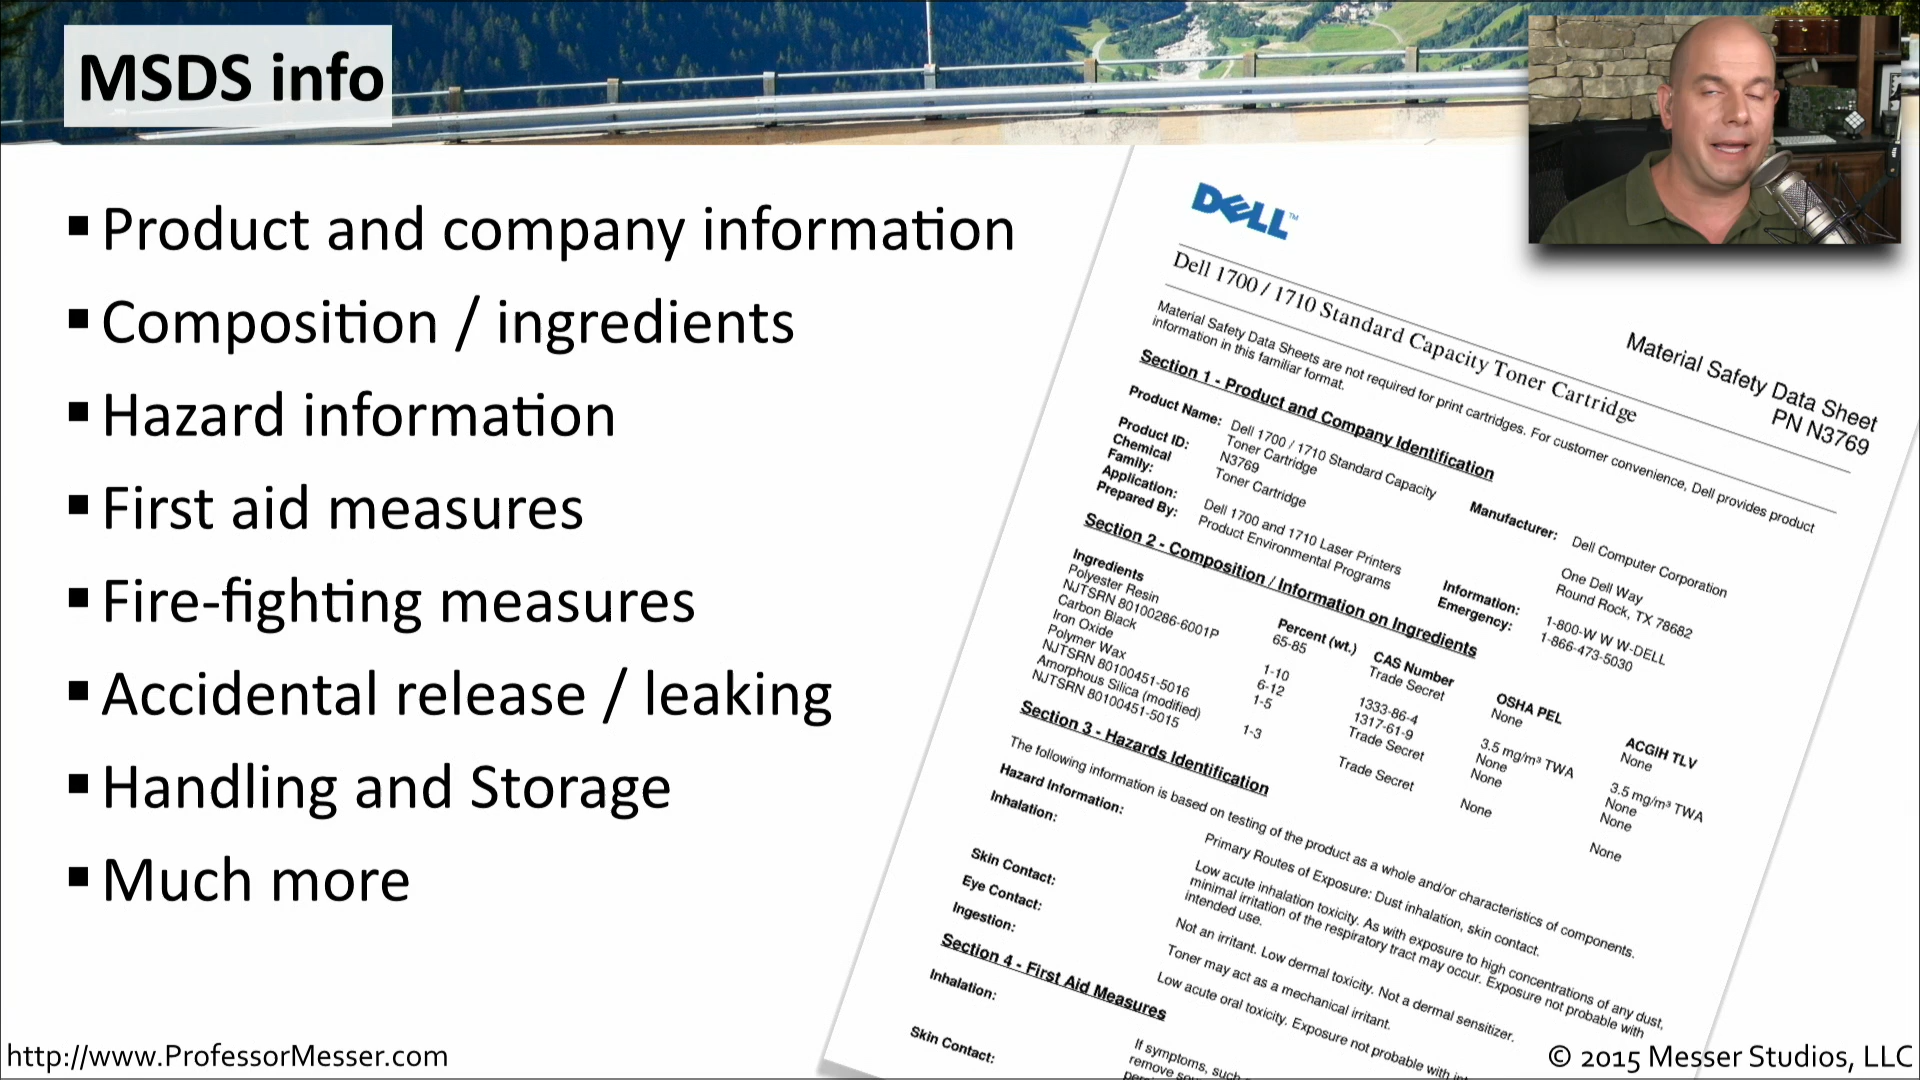 MSDS info
Product and company information
Composition / ingredients
Hazard information
First aid measures
Fire-fighting measures
Accidental release / leaking
Handling and Storage
Much more
DELL™
Material Safety Data Sheet
PN N3769
Dell 1700 / 1710 Standard Capacity Toner Cartridge
Material Safety Data Sheets are not required for print cartridges. For customer convenience, Dell provides product
information in this familiar format.
Section 1 - Product and Company Identification
Product Name: Dell 1700 / 1710 Standard Capacity
Toner Cartridge
Product ID: N3769
Chemical
Family: Toner Cartridge
Application: Dell 1700 and 1710 Laser Printers
Prepared By: Product Environmental Programs
Manufacturer: Dell Computer Corporation
One Dell Way
Round Rock, TX 78682
Information: 1-800-W W W-DELL
Emergency: 1-866-473-5030
Section 2 - Composition / Information on Ingredients
Ingredients Percent (wt.) CAS Number OSHA PEL ACGIH TLV
Polyester Resin 65-85 Trade Secret None None
NJTSRN 80100286-6001P
Carbon Black 1-10 1333-86-4 3.5 mg/m³ TWA 3.5 mg/m³ TWA
Iron Oxide 6-12 1317-61-9 None None
Polymer Wax 1-5 Trade Secret None None
NJTSRN 80100451-5016
Amorphous Silica (modified) 1-3 Trade Secret None None
NJTSRN 80100451-5015
Section 3 - Hazards Identification
The following information is based on testing of the product as a whole and/or characteristics of components.
Hazard Information: Primary Routes of Exposure: Dust inhalation, skin contact.
Inhalation: Low acute inhalation toxicity. As with exposure to high concentrations of any dust,
minimal irritation of the respiratory tract may occur. Exposure not probable with
intended use.
Skin Contact: Not an irritant. Low dermal toxicity. Not a dermal sensitizer.
Eye Contact: Toner may act as a mechanical irritant.
Ingestion: Low acute oral toxicity. Exposure not probable with
Section 4 - First Aid Measures
Inhalation: If symptoms, such
remove
Skin Contact:
http://www.ProfessorMesser.com
© 2015 Messer Studios, LLC